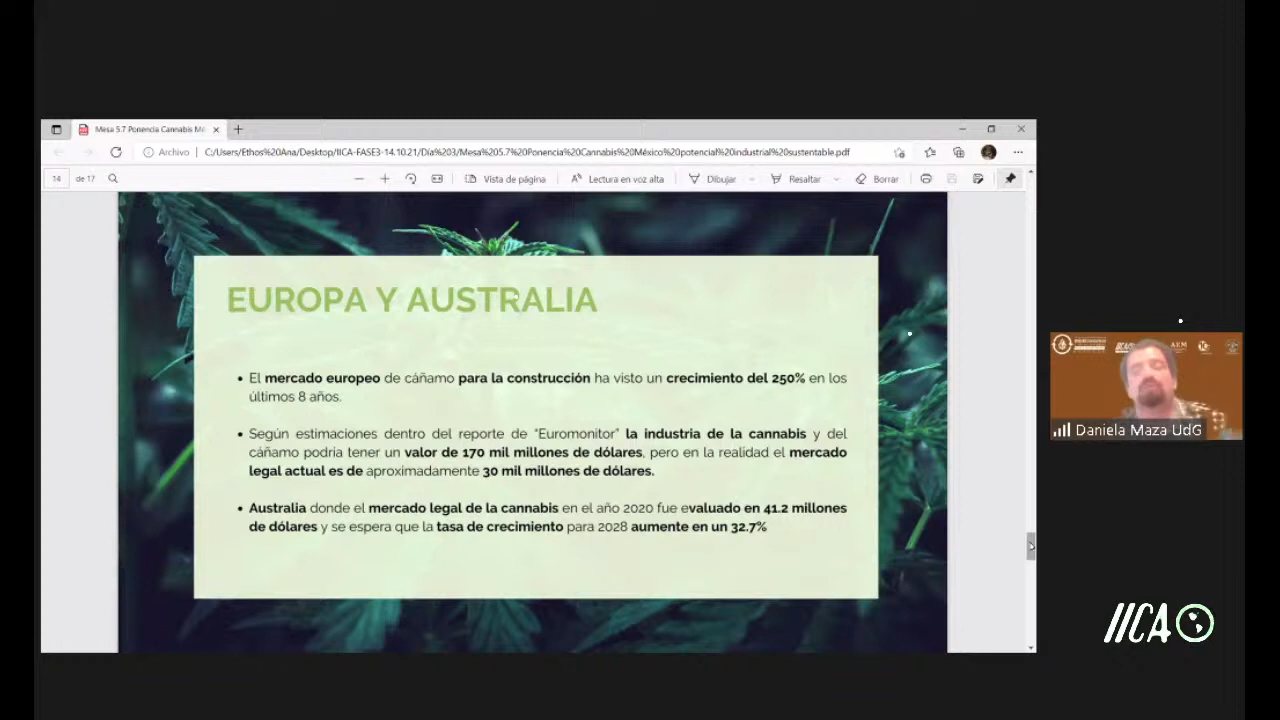 Mesa 5.7 Ponencia Cannabis Mé
Archivo
C:/Users/Ethos%20Ana/Desktop/IICA-FASE3-14.10.21/Día%203/Mesa%205.7%20Ponencia%20Cannabis%20México%20potencial%20industrial%20sustentable.pdf
14 de 17
Vista de página
Lectura en voz alta
Dibujar
Resaltar
Borrar
EUROPA Y AUSTRALIA
• El mercado europeo de cáñamo para la construcción ha visto un crecimiento del 250% en los
últimos 8 años.
• Según estimaciones dentro del reporte de “Euromonitor” la industria de la cannabis y del
cáñamo podría tener un valor de 170 mil millones de dólares, pero en la realidad el mercado
legal actual es de aproximadamente 30 mil millones de dólares.
• Australia donde el mercado legal de la cannabis en el año 2020 fue evaluado en 41.2 millones
de dólares y se espera que la tasa de crecimiento para 2028 aumente en un 32.7%
AEM
Daniela Maza UdG
IICA